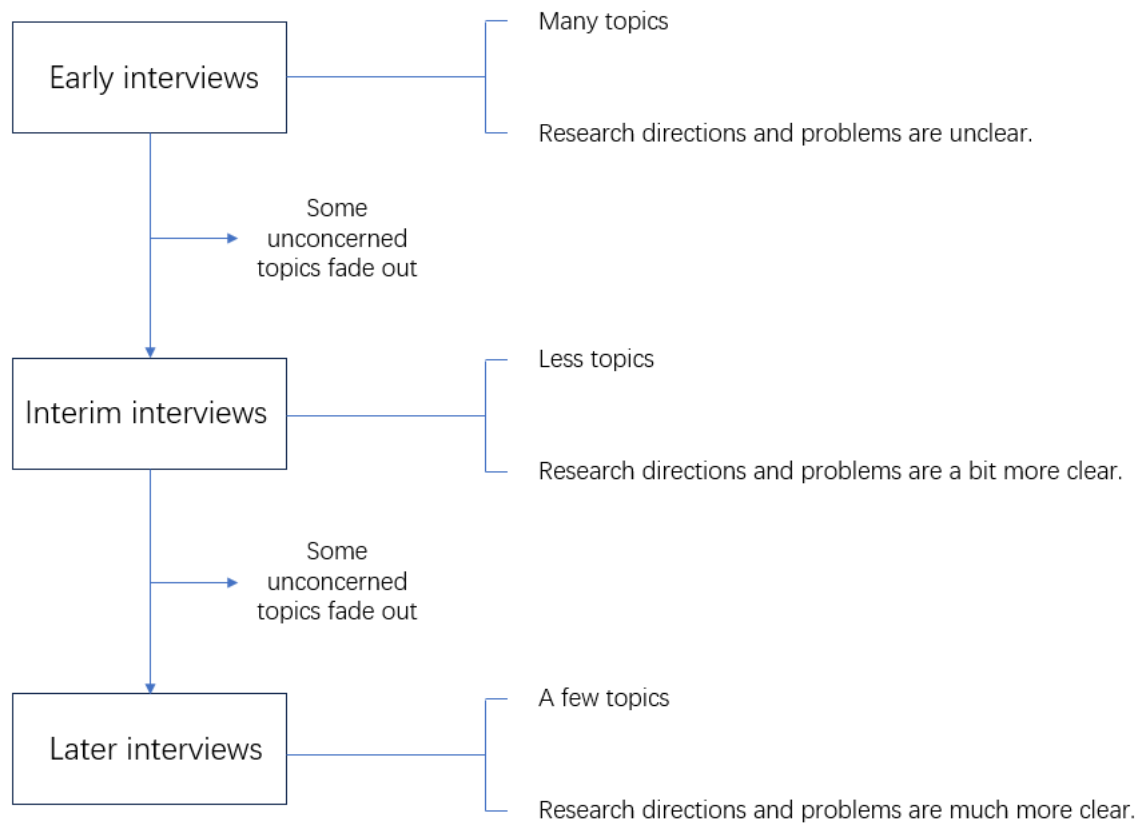 Many topics
Early interviews
Research directions and problems are unclear.
Some
unconcerned
topics fade out
Less topics
Interim interviews
Research directions and problems are a bit more clear.
Some
unconcerned
topics fade out
A few topics
Later interviews
Research directions and problems are much more clear.